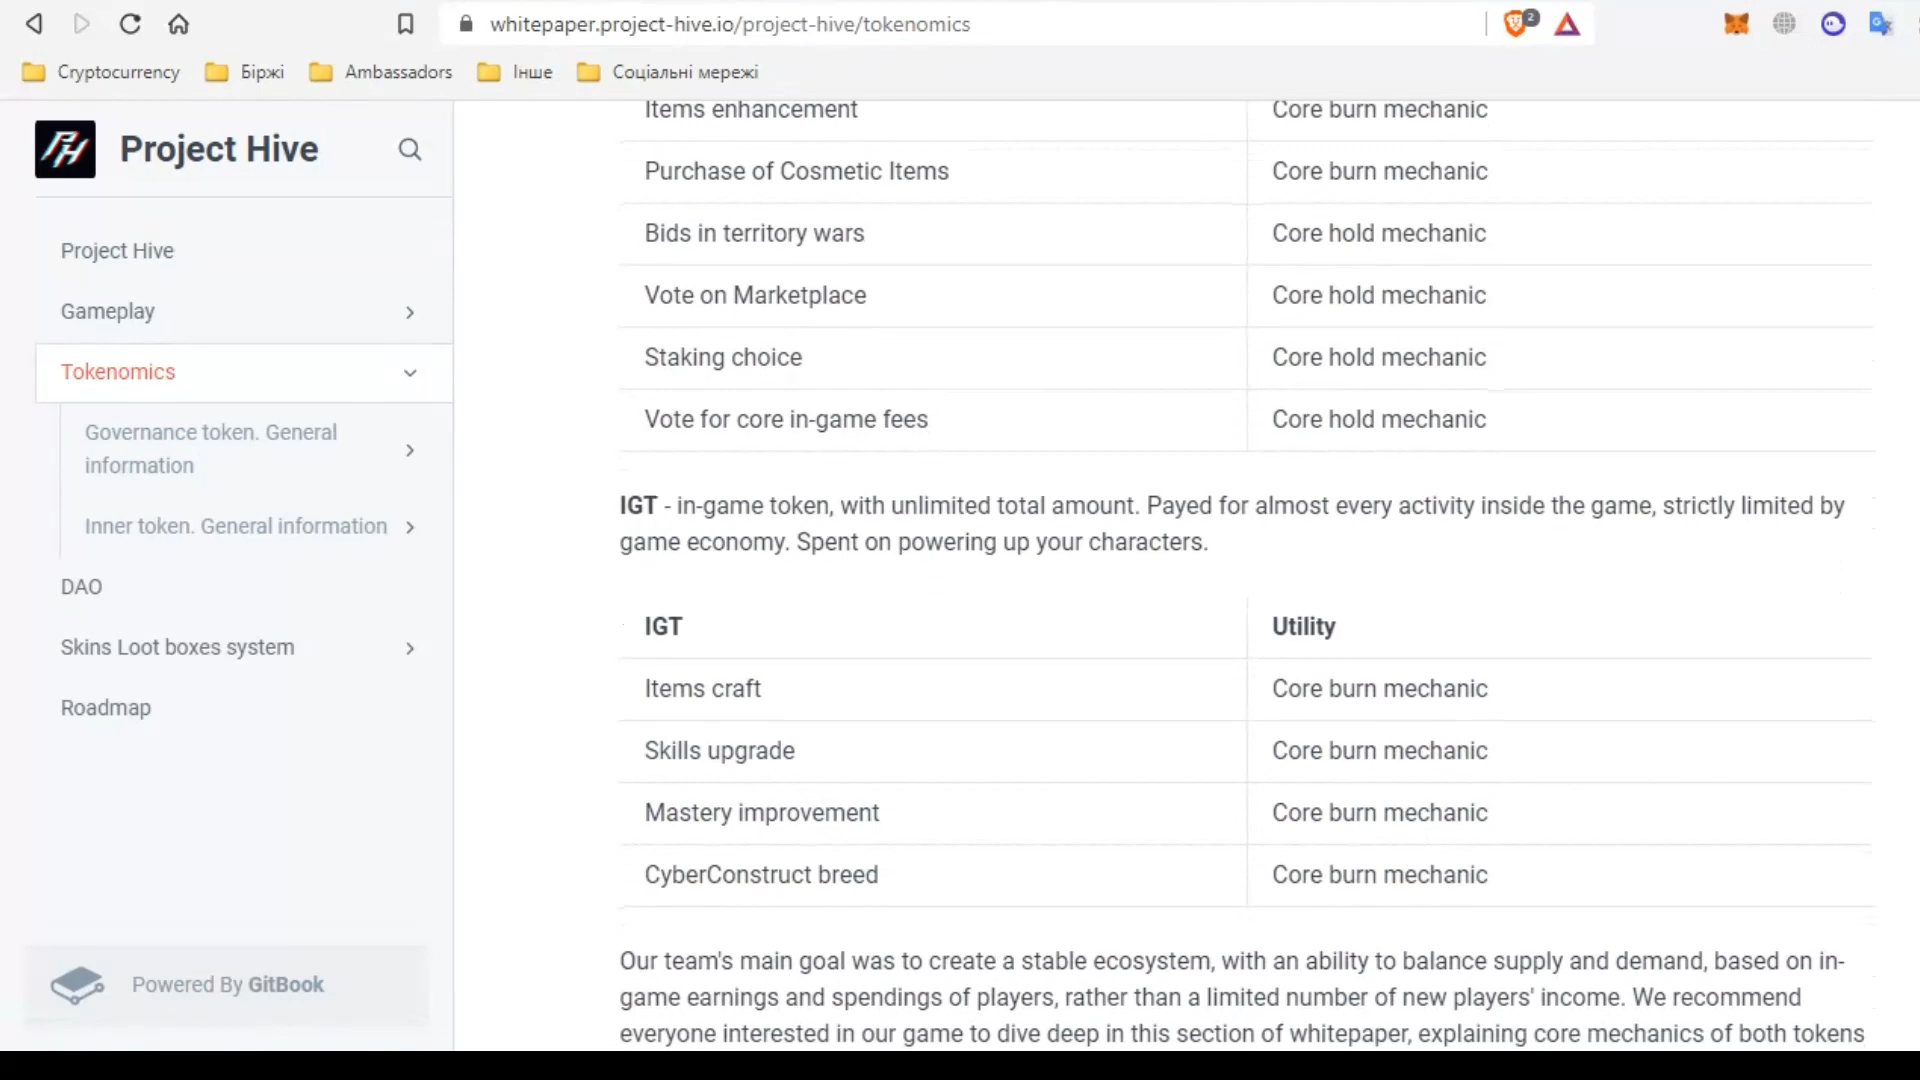 whitepaper.project-hive.io/project-hive/tokenomics
2
Cryptocurrency
Біржі
Ambassadors
Інше
Соціальні мережі
Project Hive
Project Hive
Gameplay
Tokenomics
Governance token. General
information
Inner token. General information
DAO
Skins Loot boxes system
Roadmap
Powered By GitBook
Items enhancement Core burn mechanic
Purchase of Cosmetic Items Core burn mechanic
Bids in territory wars Core hold mechanic
Vote on Marketplace Core hold mechanic
Staking choice Core hold mechanic
Vote for core in-game fees Core hold mechanic
IGT - in-game token, with unlimited total amount. Payed for almost every activity inside the game, strictly limited by
game economy. Spent on powering up your characters.
IGT Utility
Items craft Core burn mechanic
Skills upgrade Core burn mechanic
Mastery improvement Core burn mechanic
CyberConstruct breed Core burn mechanic
Our team's main goal was to create a stable ecosystem, with an ability to balance supply and demand, based on in-
game earnings and spendings of players, rather than a limited number of new players' income. We recommend
everyone interested in our game to dive deep in this section of whitepaper, explaining core mechanics of both tokens